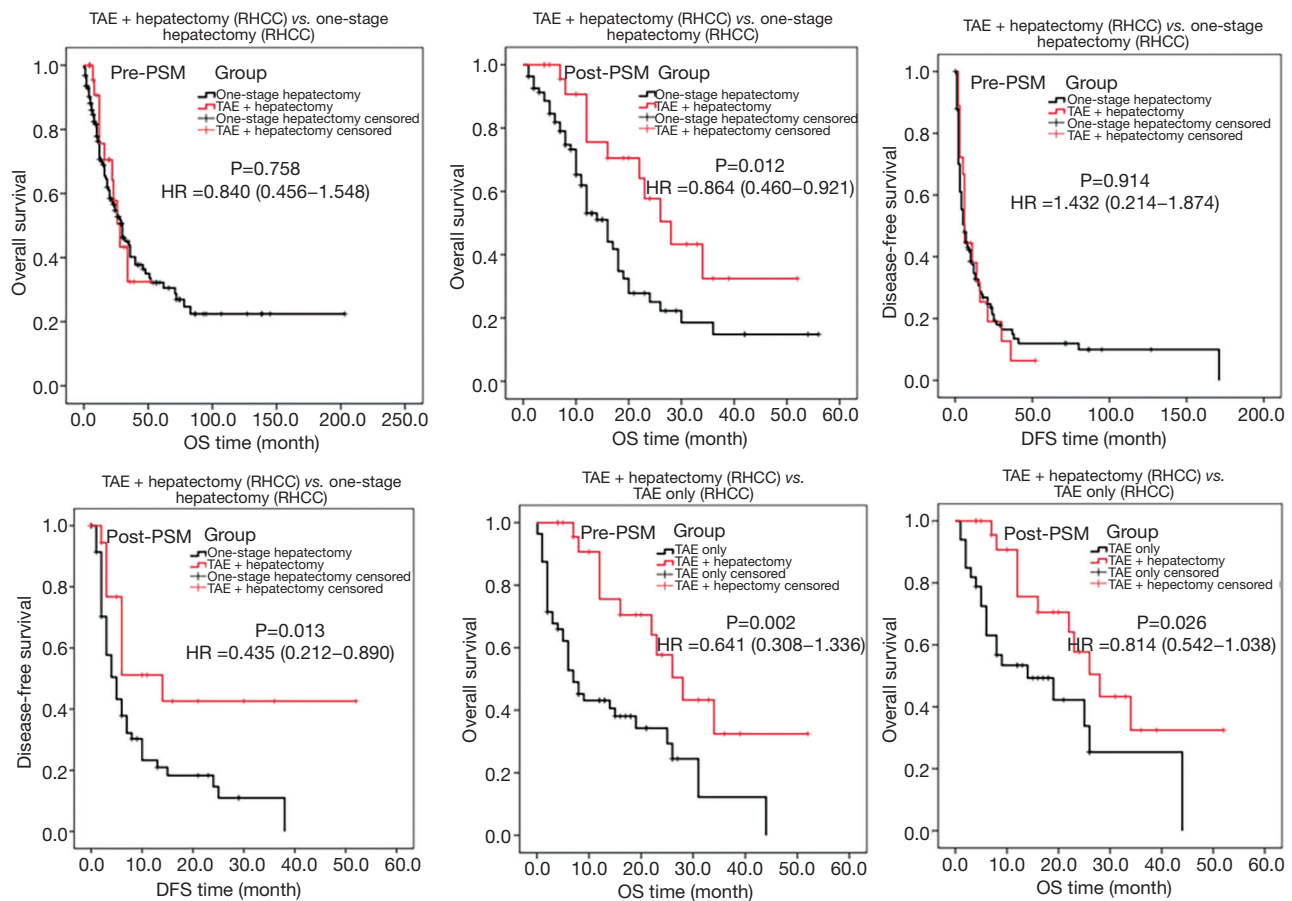 TAE + hepatectomy (RHCC) vs. one-stage
hepatectomy (RHCC)
Pre-PSM Group
One-stage hepatectomy
TAE + hepatectomy
One-stage hepatectomy censored
TAE + hepatectomy censored
P=0.758
HR =0.840 (0.456–1.548)
Overall survival
1.0
0.8
0.6
0.4
0.2
0.0
0.0 50.0 100.0 150.0 200.0 250.0
OS time (month)
TAE + hepatectomy (RHCC) vs. one-stage
hepatectomy (RHCC)
Post-PSM Group
One-stage hepatectomy
TAE + hepatectomy
One-stage hepatectomy censored
TAE + hepatectomy censored
P=0.012
HR =0.864 (0.460–0.921)
Overall survival
1.0
0.8
0.6
0.4
0.2
0.0
0.0 10.0 20.0 30.0 40.0 50.0 60.0
OS time (month)
TAE + hepatectomy (RHCC) vs. one-stage
hepatectomy (RHCC)
Pre-PSM Group
One-stage hepatectomy
TAE + hepatectomy
One-stage hepatectomy censored
TAE + hepatectomy censored
P=0.914
HR =1.432 (0.214–1.874)
Disease-free survival
1.0
0.8
0.6
0.4
0.2
0.0
0.0 50.0 100.0 150.0 200.0
DFS time (month)
TAE + hepatectomy (RHCC) vs. one-stage
hepatectomy (RHCC)
Post-PSM Group
One-stage hepatectomy
TAE + hepatectomy
One-stage hepatectomy censored
TAE + hepatectomy censored
P=0.013
HR =0.435 (0.212–0.890)
Disease-free survival
1.0
0.8
0.6
0.4
0.2
0.0
0.0 10.0 20.0 30.0 40.0 50.0 60.0
DFS time (month)
TAE + hepatectomy (RHCC) vs.
TAE only (RHCC)
Pre-PSM Group
TAE only
TAE + hepatectomy
TAE only censored
TAE + hepectomy censored
P=0.002
HR =0.641 (0.308–1.336)
Overall survival
1.0
0.8
0.6
0.4
0.2
0.0
0.0 10.0 20.0 30.0 40.0 50.0 60.0
OS time (month)
TAE + hepatectomy (RHCC) vs.
TAE only (RHCC)
Post-PSM Group
TAE only
TAE + hepatectomy
TAE only censored
TAE + hepectomy censored
P=0.026
HR =0.814 (0.542–1.038)
Overall survival
1.0
0.8
0.6
0.4
0.2
0.0
0.0 10.0 20.0 30.0 40.0 50.0 60.0
OS time (month)